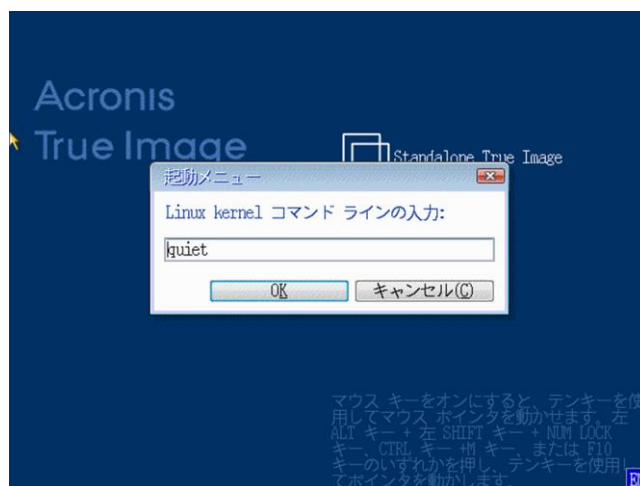 Acronis
True Image
Standalone True Image
起動メニュー
Linux kernel コマンド ラインの入力:
quiet
OK
キャンセル(C)
マウス キーをオンにすると、テンキーを使
用してマウス ポインタを動かせます。左
ALT キー + 左 SHIFT キー + NUM LOCK
キー、CTRL キー +M キー、または F10
キーのいずれかを押し、テンキーを使用し
てポインタを動かします。